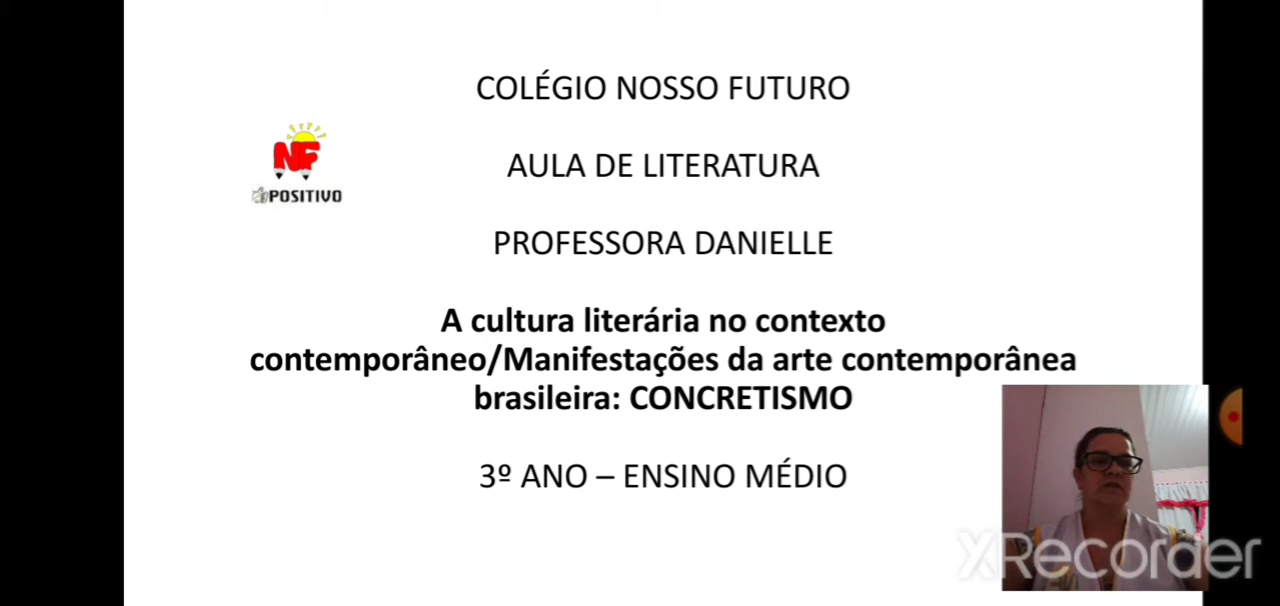 COLÉGIO NOSSO FUTURO
NF
POSITIVO
AULA DE LITERATURA
PROFESSORA DANIELLE
A cultura literária no contexto
contemporâneo/Manifestações da arte contemporânea
brasileira: CONCRETISMO
3º ANO – ENSINO MÉDIO
XRecorder